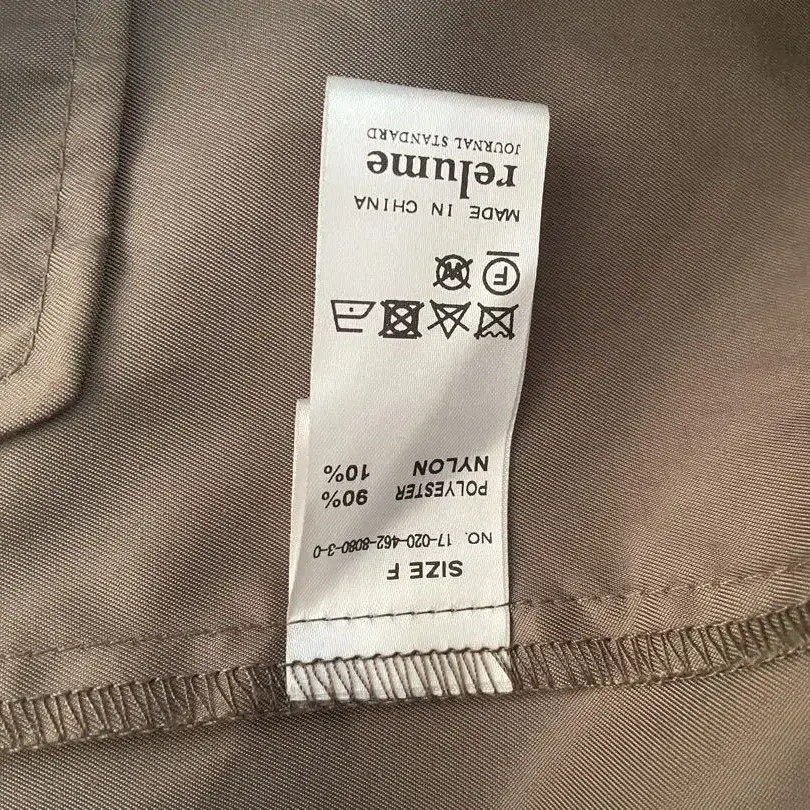 SIZE F
NO. 17-020-462-8080-3-0
POLYESTER 90%
NYLON 10%
F W
MADE IN CHINA
relume
JOURNAL STANDARD